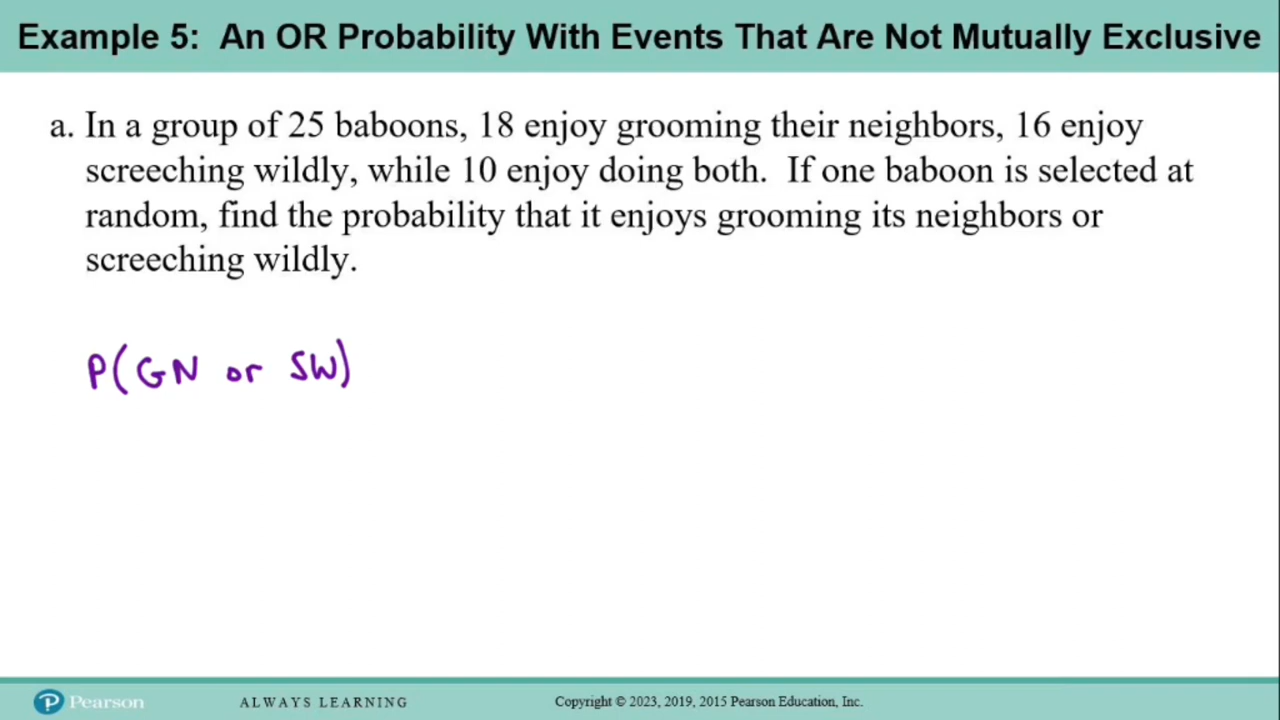 Example 5: An OR Probability With Events That Are Not Mutually Exclusive
a. In a group of 25 baboons, 18 enjoy grooming their neighbors, 16 enjoy
screeching wildly, while 10 enjoy doing both. If one baboon is selected at
random, find the probability that it enjoys grooming its neighbors or
screeching wildly.
P(GN or SW)
P Pearson
ALWAYS LEARNING
Copyright © 2023, 2019, 2015 Pearson Education, Inc.